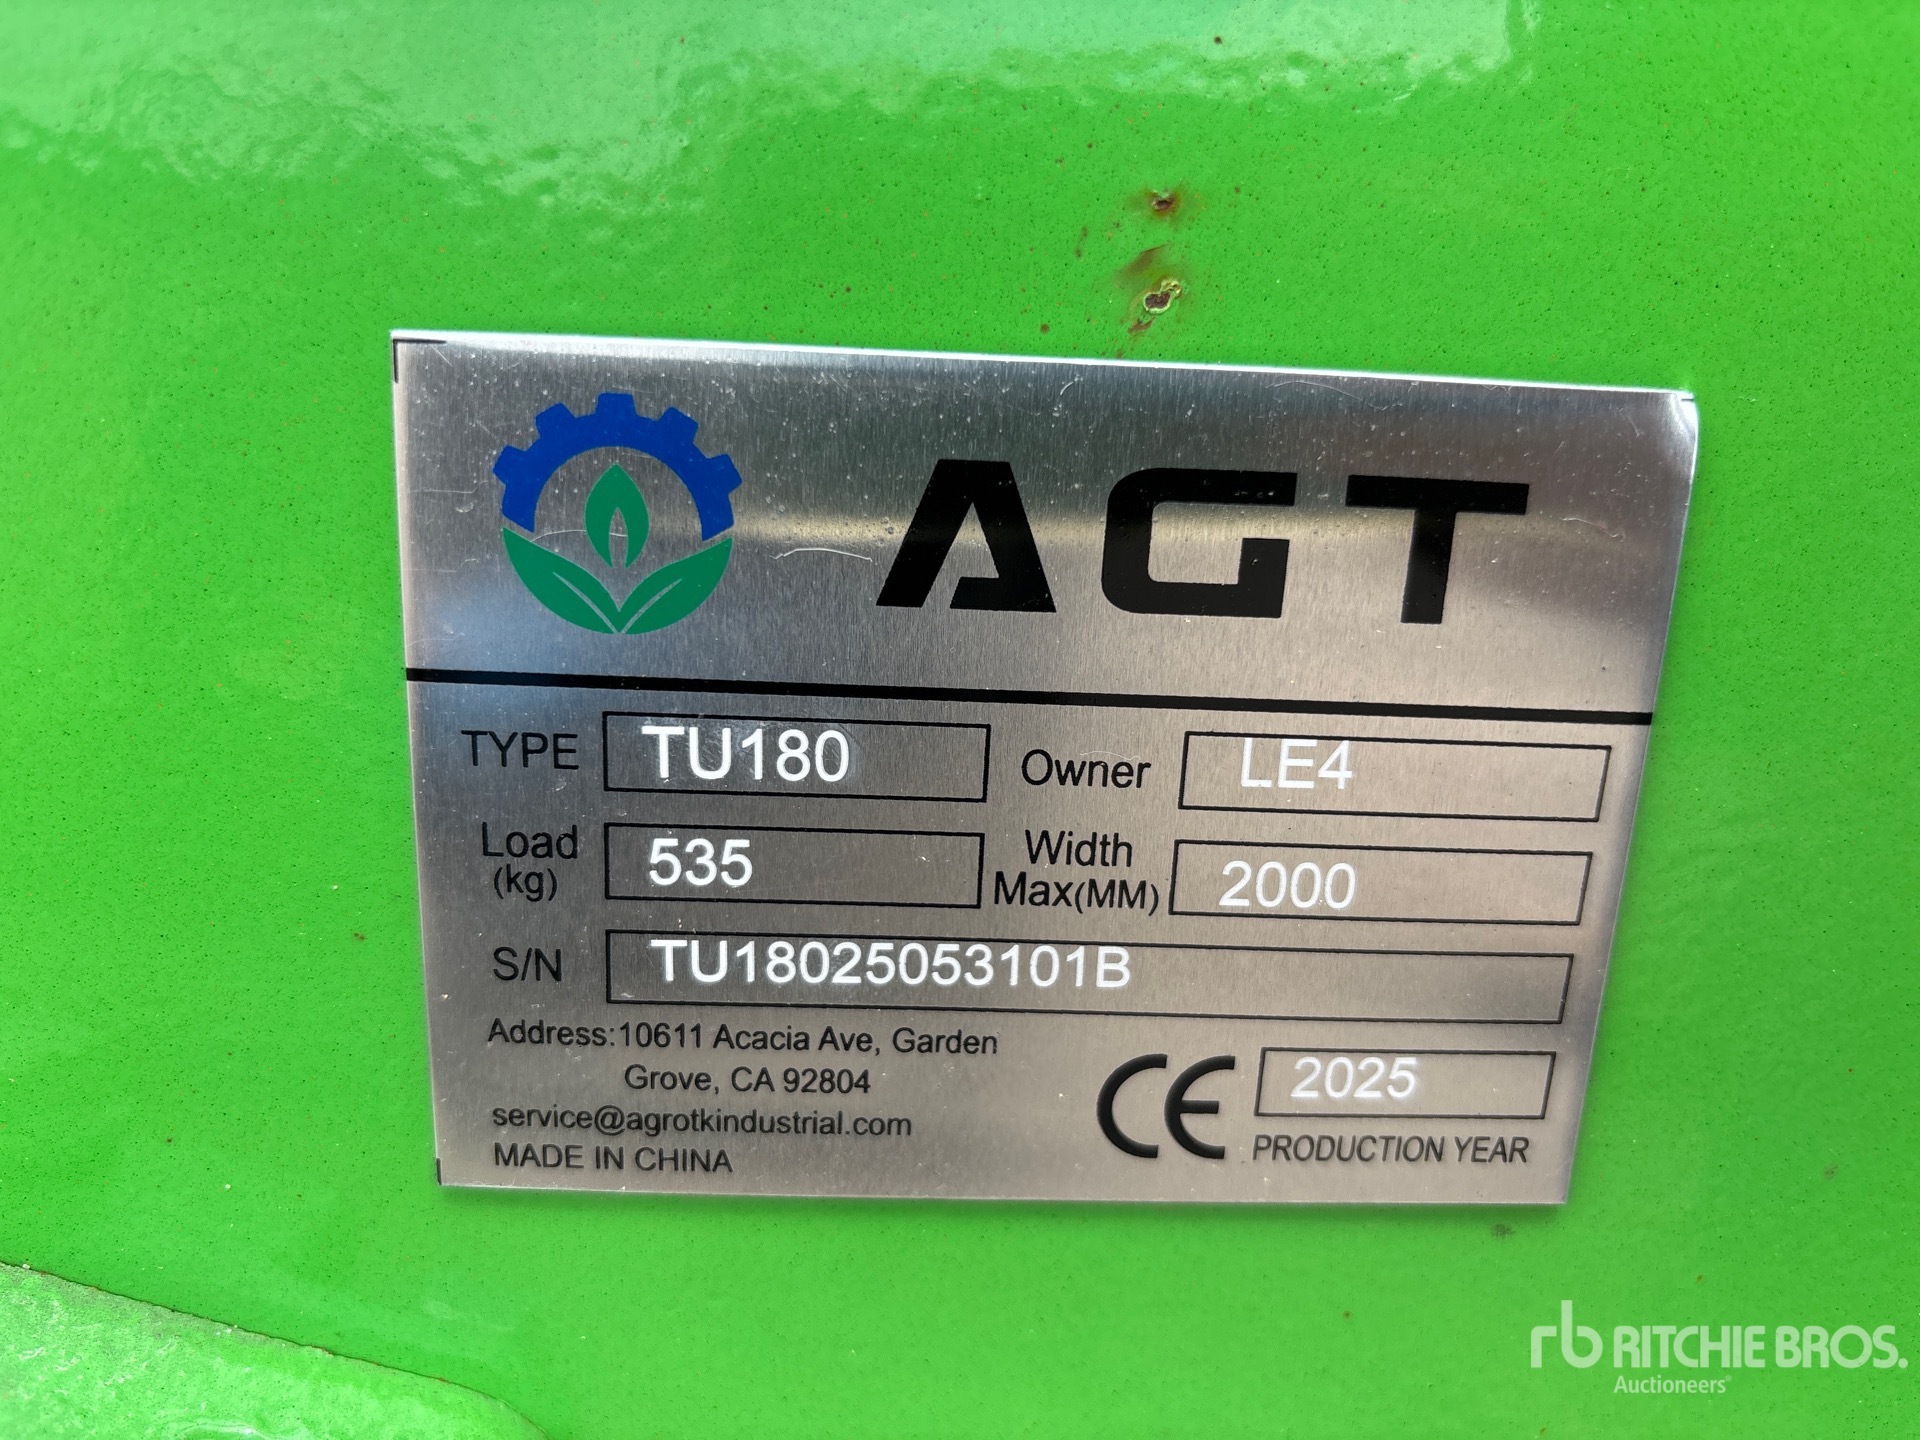 AGT
TYPE TU180 Owner LE4
Load (kg) 535 Width Max(MM) 2000
S/N TU18025053101B
Address:10611 Acacia Ave, Garden
Grove, CA 92804
service@agrotkindustrial.com
MADE IN CHINA
CE 2025
PRODUCTION YEAR
rb RITCHIE BROS.
Auctioneers